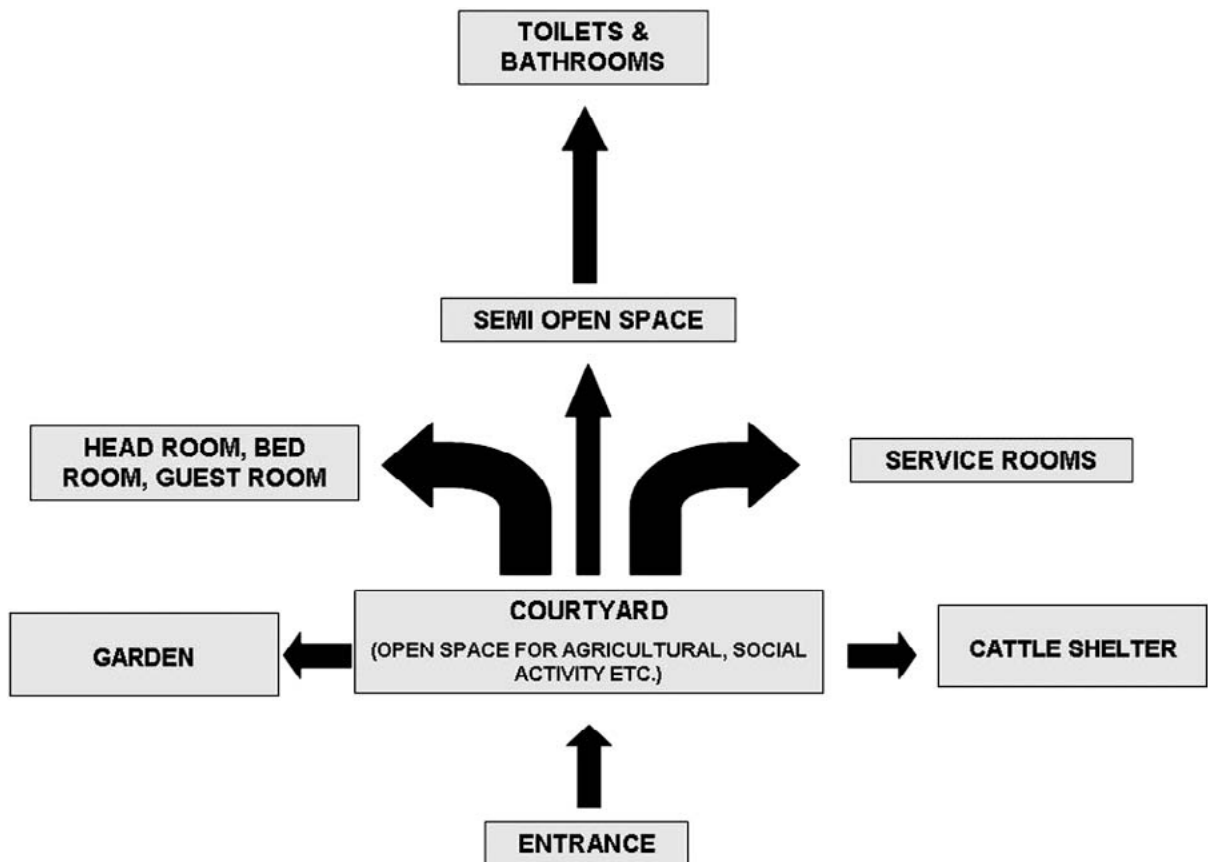 TOILETS &
BATHROOMS
SEMI OPEN SPACE
HEAD ROOM, BED
ROOM, GUEST ROOM
SERVICE ROOMS
COURTYARD
(OPEN SPACE FOR AGRICULTURAL, SOCIAL
ACTIVITY ETC.)
GARDEN
CATTLE SHELTER
ENTRANCE